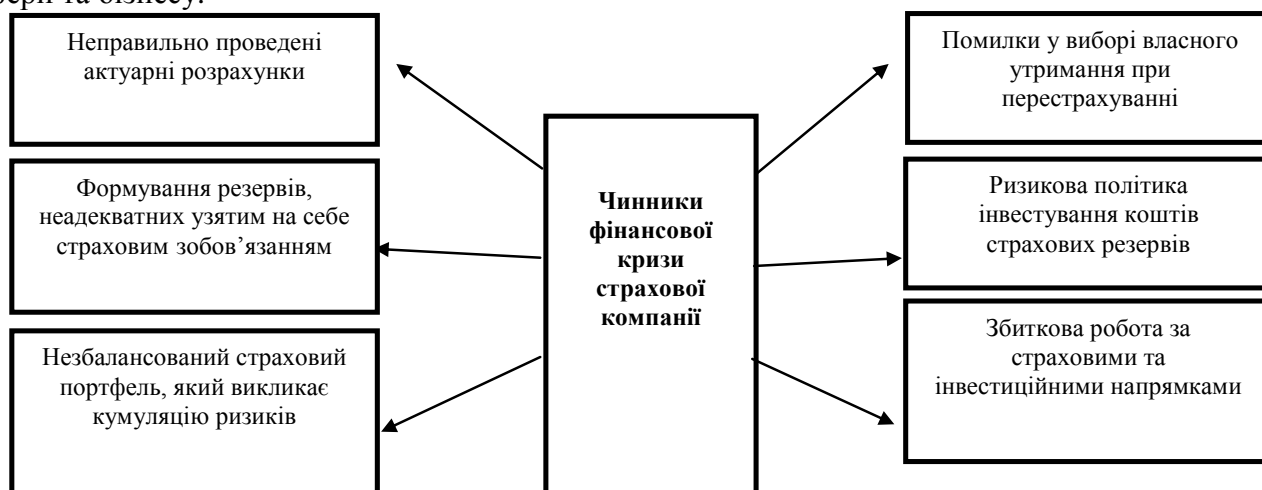 та бізнесу.
Неправильно проведені
актуарні розрахунки
Формування резервів,
неадекватних узятим на себе
страховим зобов’язанням
Незбалансований страховий
портфель, який викликає
кумуляцію ризиків
Чинники
фінансової
кризи
страхової
компанії
Помилки у виборі власного
утримання при
перестрахуванні
Ризикова політика
інвестування коштів
страхових резервів
Збиткова робота за
страховими та
інвестиційними напрямками